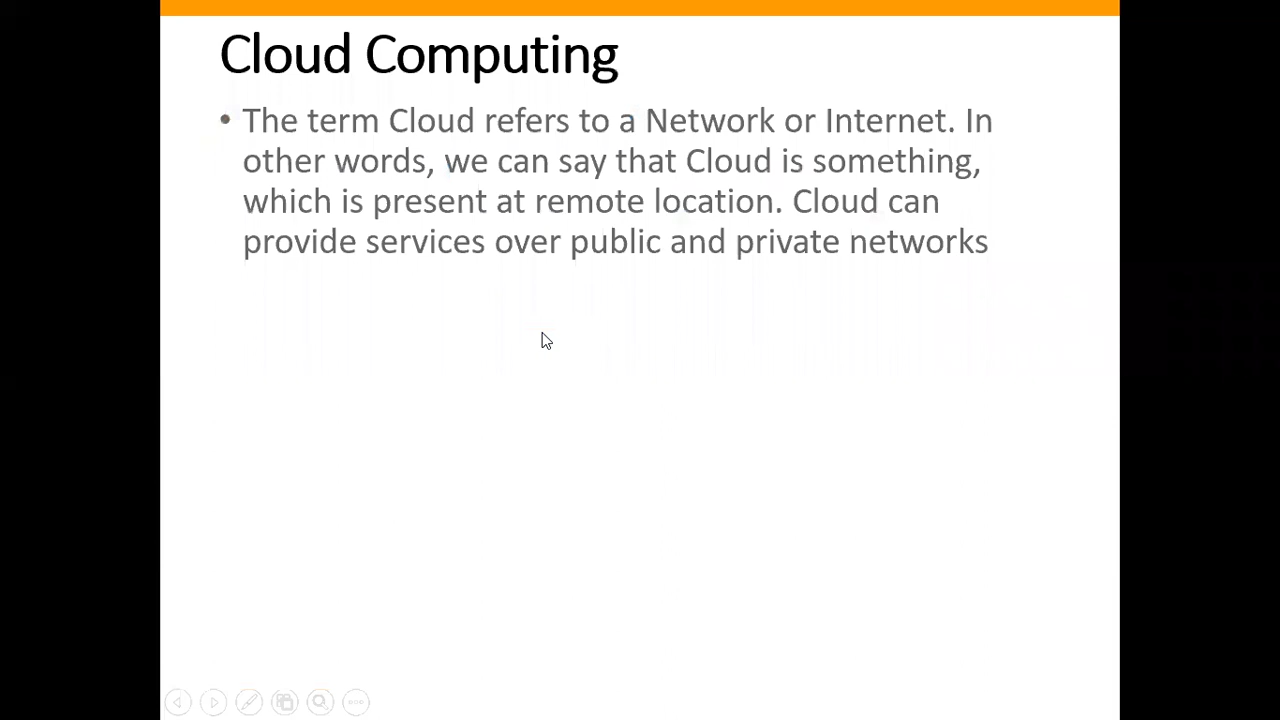 Cloud Computing
• The term Cloud refers to a Network or Internet. In
other words, we can say that Cloud is something,
which is present at remote location. Cloud can
provide services over public and private networks